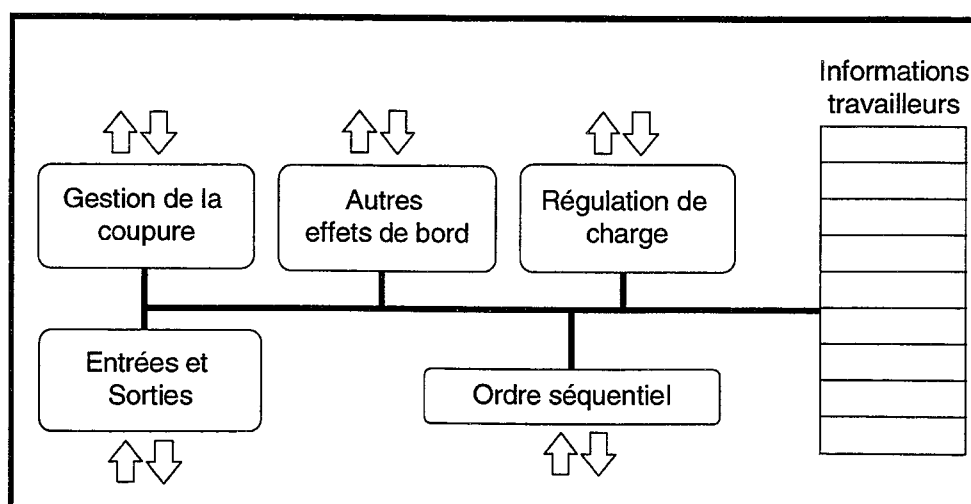 Informations
travailleurs
Gestion de la
coupure
Autres
effets de bord
Régulation de
charge
Entrées et
Sorties
Ordre séquentiel